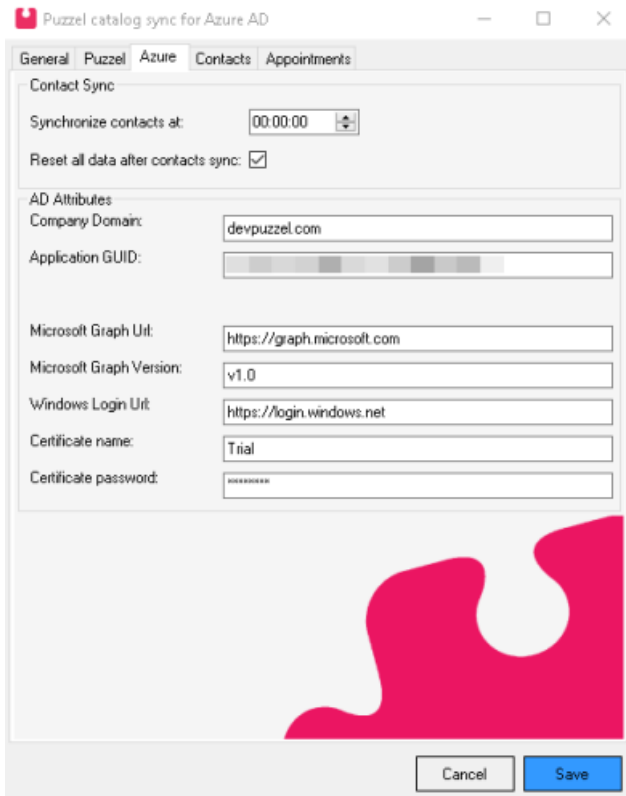 Puzzel catalog sync for Azure AD
General Puzzel Azure Contacts Appointments
Contact Sync
Synchronize contacts at: 00:00:00
Reset all data after contacts sync:
AD Attributes
Company Domain: devpuzzel.com
Application GUID:
Microsoft Graph Url: https://graph.microsoft.com
Microsoft Graph Version: v1.0
Windows Login Url: https://login.windows.net
Certificate name: Trial
Certificate password: ********
Cancel Save